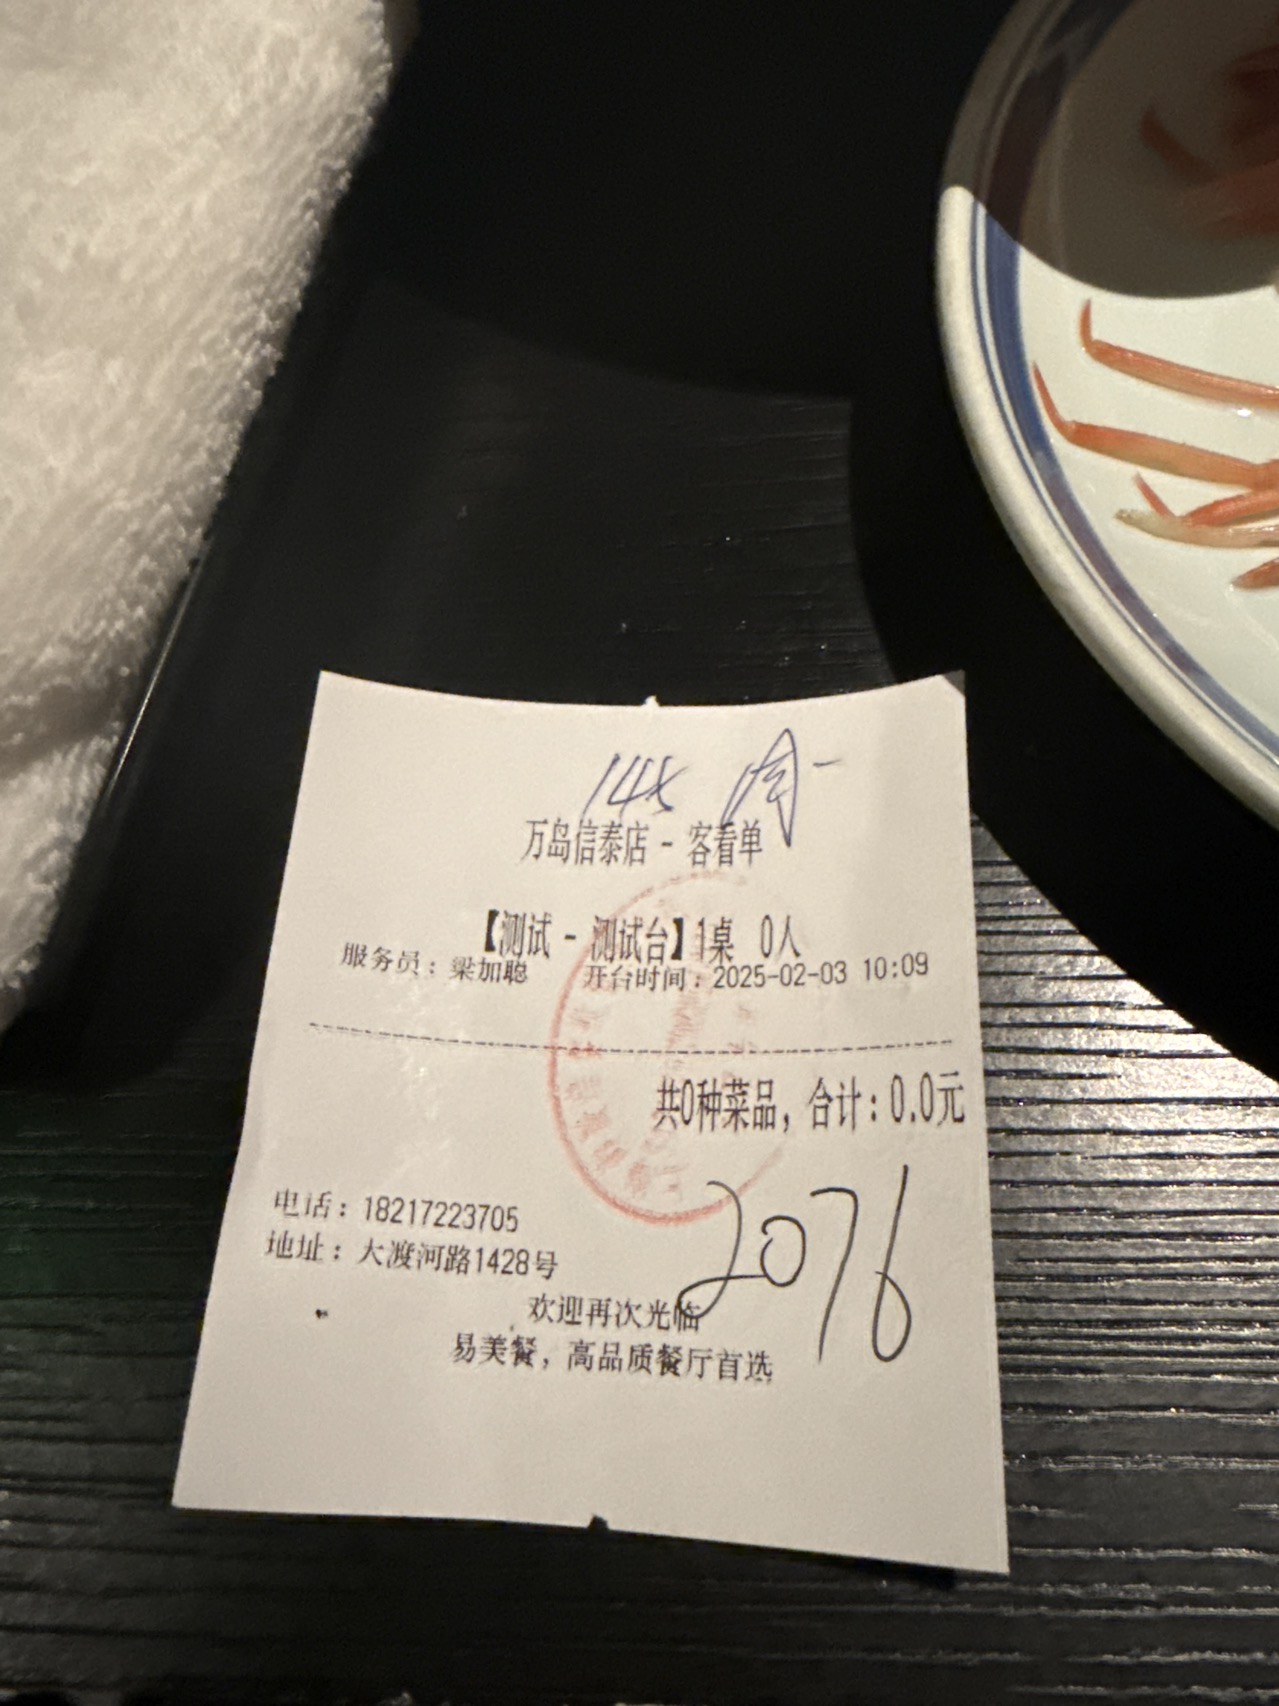 万岛信泰店 - 客看单
【测试 - 测试台】1桌 0人
服务员：梁加聪 开台时间：2025-02-03 10:09
共0种菜品，合计：0.0元
电话：18217223705
2076
地址：大渡河路1428号
欢迎再次光临
易美餐，高品质餐厅首选